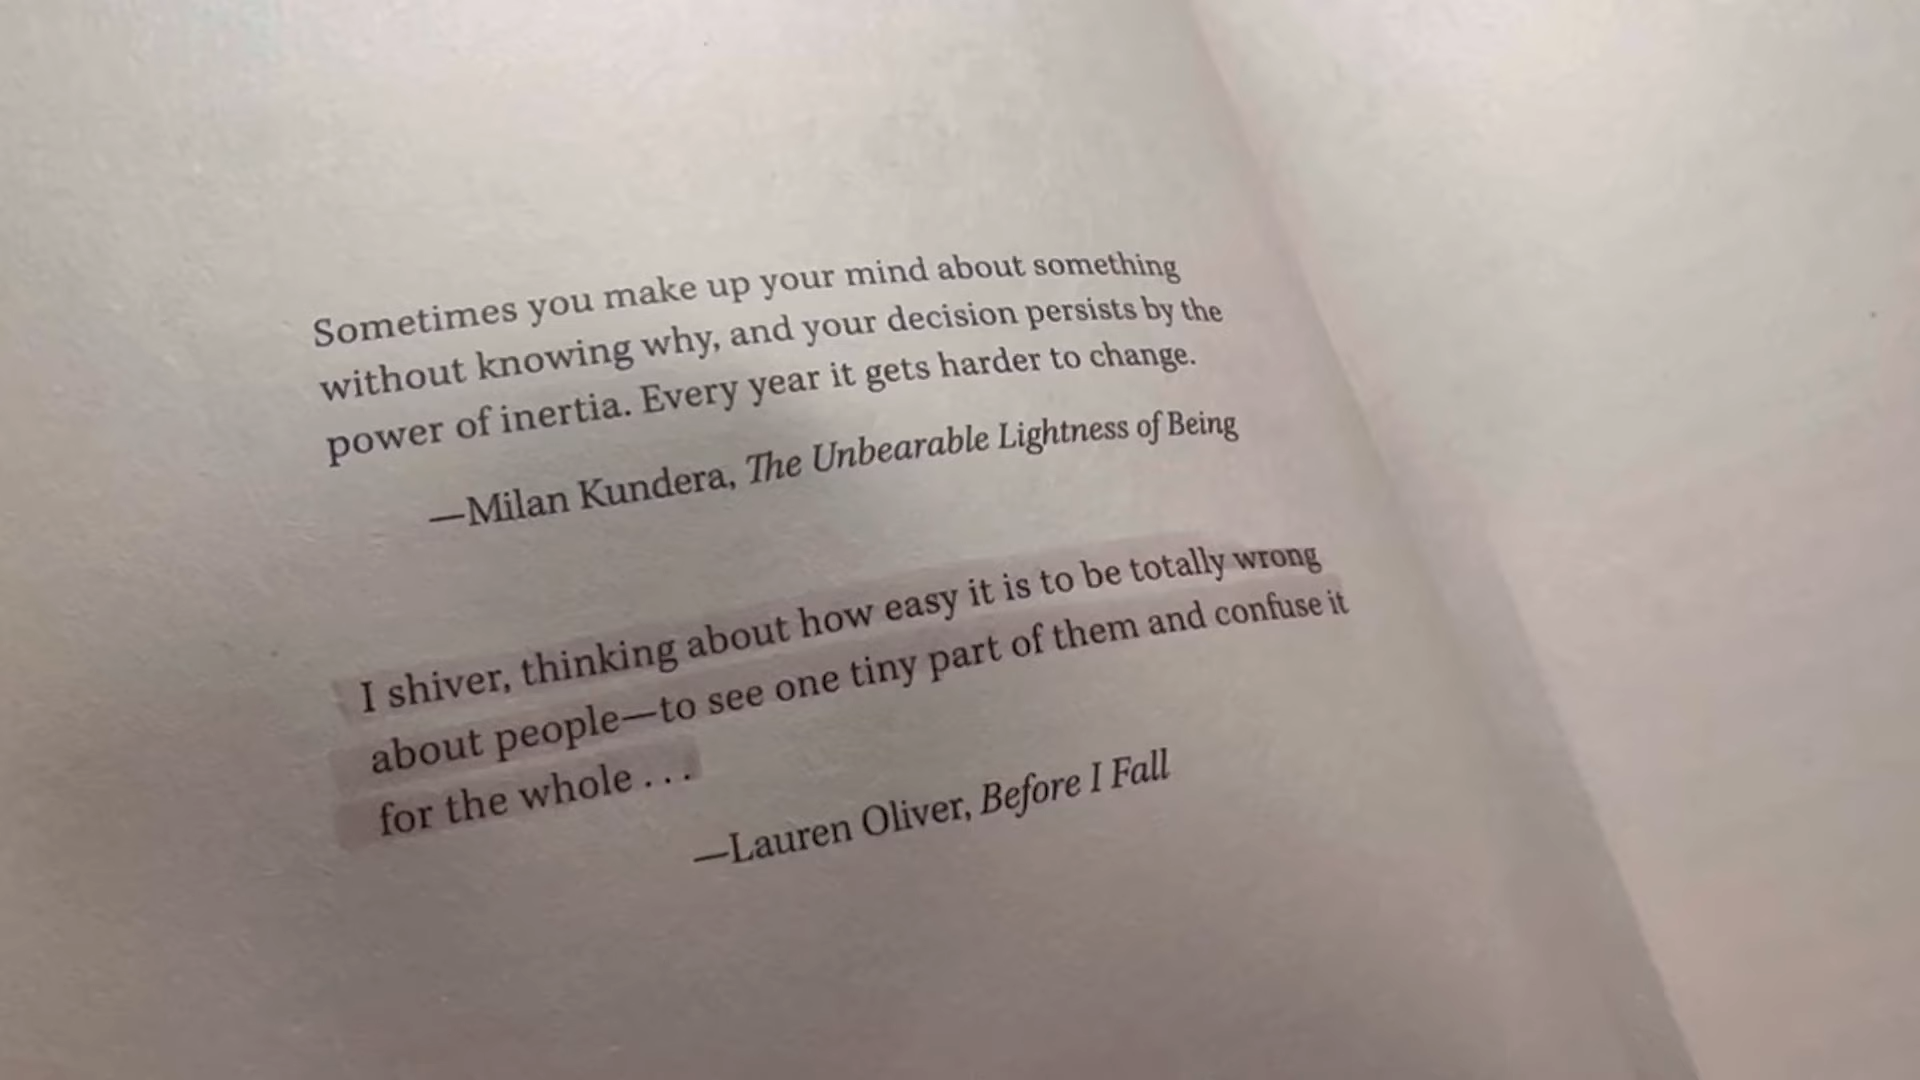 Sometimes you make up your mind about something
without knowing why, and your decision persists by the
power of inertia. Every year it gets harder to change.
—Milan Kundera, The Unbearable Lightness of Being
I shiver, thinking about how easy it is to be totally wrong
about people—to see one tiny part of them and confuse it
for the whole . . .
—Lauren Oliver, Before I Fall